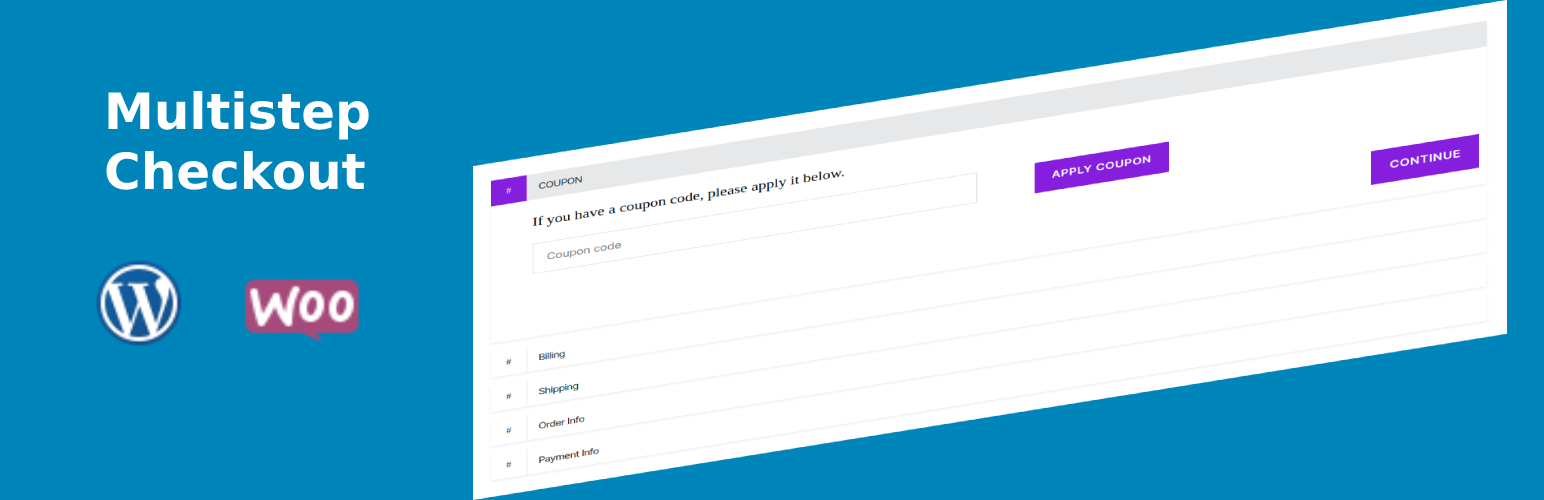 Multistep
Checkout
W
Woo
# COUPON
If you have a coupon code, please apply it below.
Coupon code
APPLY COUPON
CONTINUE
# Billing
# Shipping
# Order Info
# Payment Info